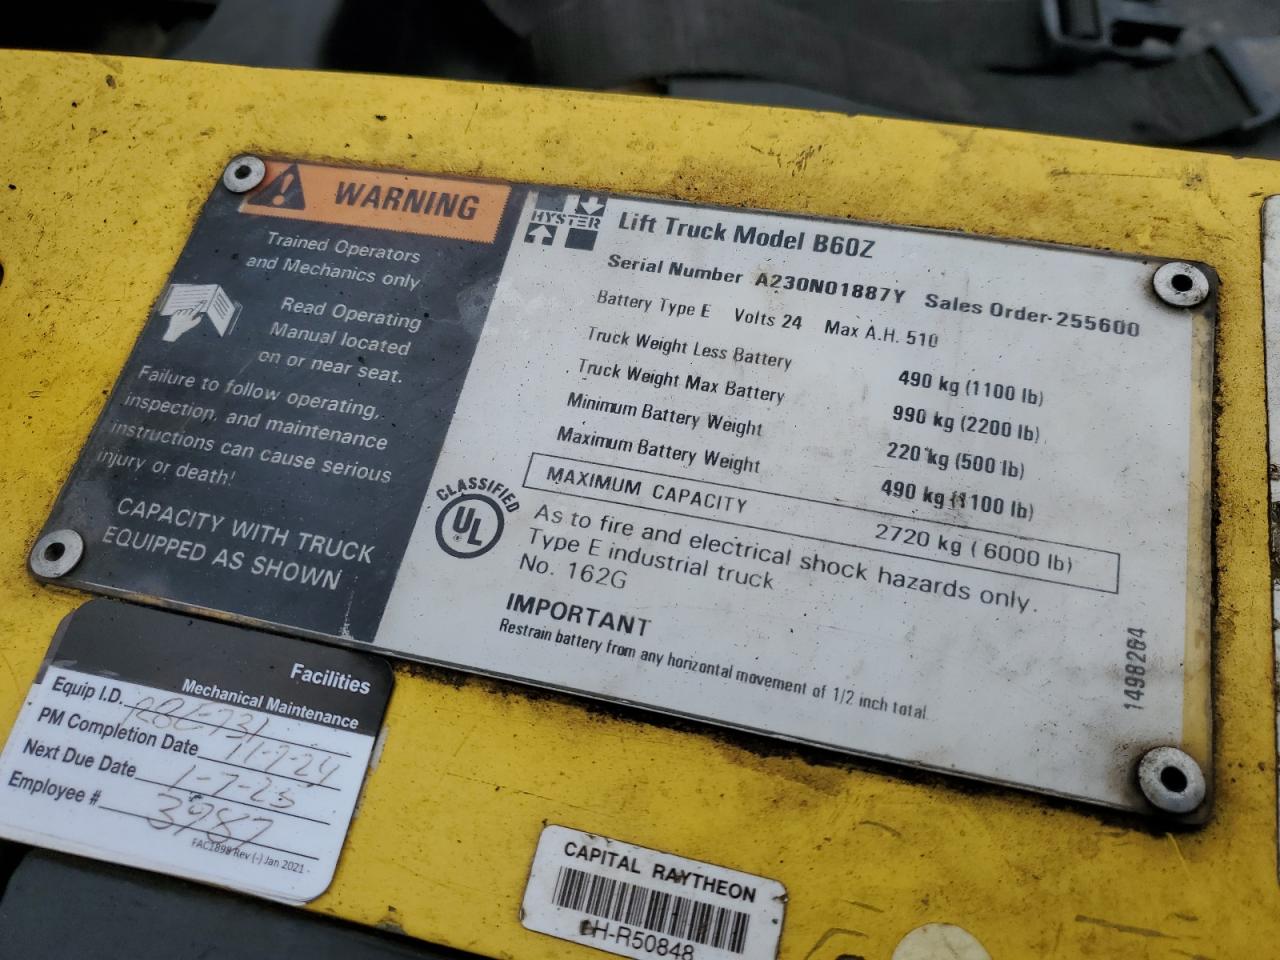 WARNING
Trained Operators
and Mechanics only
Read Operating
Manual located
on or near seat.
Failure to follow operating,
inspection, and maintenance
instructions can cause serious
injury or death!
CAPACITY WITH TRUCK
EQUIPPED AS SHOWN
HYSTER
Lift Truck Model B60Z
Serial Number A230N01887Y Sales Order-255600
Battery Type E Volts 24 Max A.H. 510
Truck Weight Less Battery 490 kg (1100 lb)
Truck Weight Max Battery 990 kg (2200 lb)
Minimum Battery Weight 220 kg (500 lb)
Maximum Battery Weight 490 kg (1100 lb)
MAXIMUM CAPACITY 2720 kg ( 6000 lb)
CLASSIFIED
UL
As to fire and electrical shock hazards only.
Type E industrial truck
No. 162G
IMPORTANT
Restrain battery from any horizontal movement of 1/2 inch total
1498264
Facilities
Mechanical Maintenance
Equip I.D.
PM Completion Date 11-7-24
Next Due Date 1-7-25
Employee # 3987
FAC1898 Rev (-) Jan 2021
CAPITAL RAYTHEON
LH-R50848